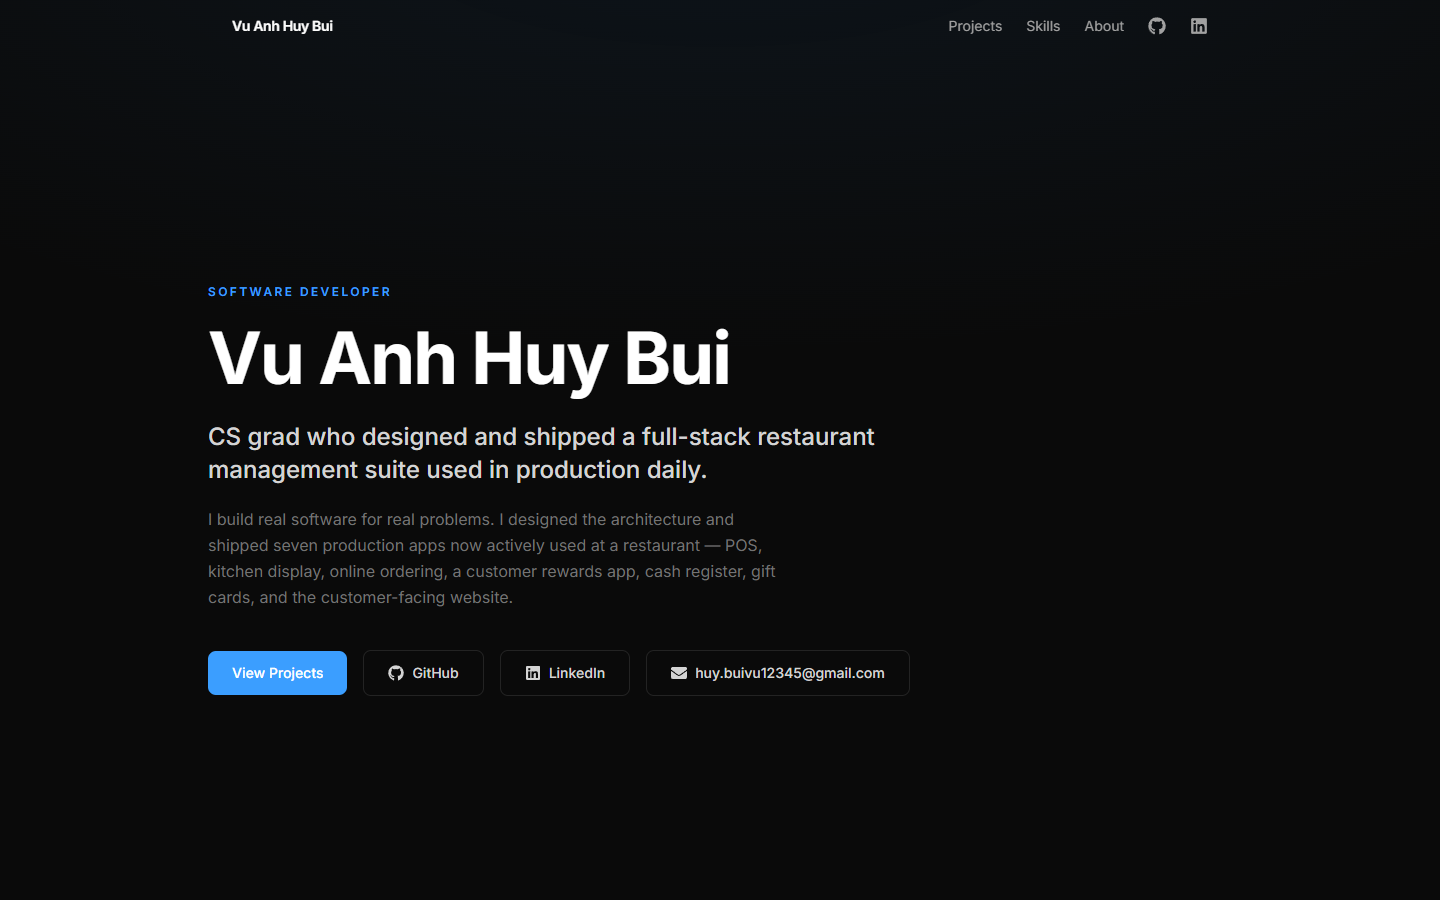 Vu Anh Huy Bui
Projects
Skills
About
SOFTWARE DEVELOPER
Vu Anh Huy Bui
CS grad who designed and shipped a full-stack restaurant
management suite used in production daily.
I build real software for real problems. I designed the architecture and
shipped seven production apps now actively used at a restaurant — POS,
kitchen display, online ordering, a customer rewards app, cash register, gift
cards, and the customer-facing website.
View Projects
GitHub
LinkedIn
huy.buivu12345@gmail.com